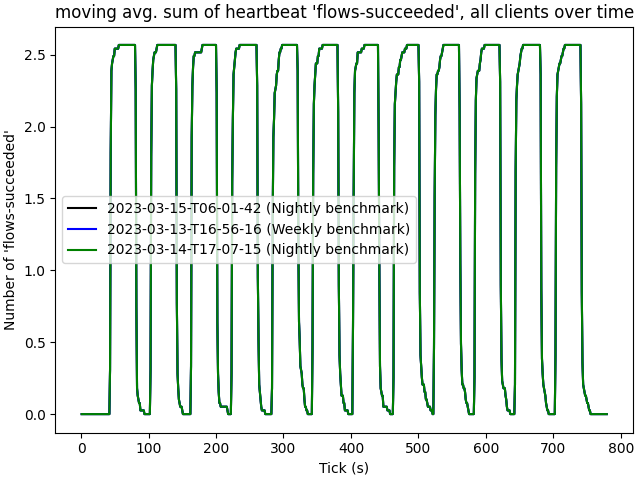 moving avg. sum of heartbeat 'flows-succeeded', all clients over time
Number of 'flows-succeeded'
2.5
2.0
1.5
1.0
0.5
0.0
2023-03-15-T06-01-42 (Nightly benchmark)
2023-03-13-T16-56-16 (Weekly benchmark)
2023-03-14-T17-07-15 (Nightly benchmark)
0 100 200 300 400 500 600 700 800
Tick (s)